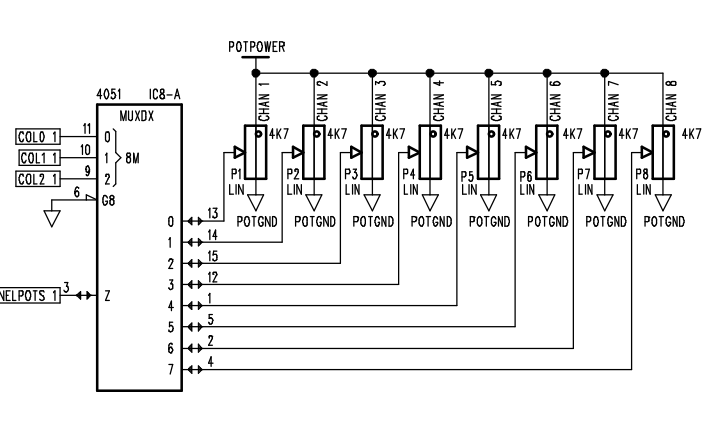 POTPOWER
4051 IC8-A
MUXDX
CHAN 1
CHAN 2
CHAN 3
CHAN 4
CHAN 5
CHAN 6
CHAN 7
CHAN 8
4K7 4K7 4K7 4K7 4K7 4K7 4K7 4K7
COL0 1 11 0
COL1 1 10 1 8M
COL2 1 9 2
6 G8
P1 P2 P3 P4 P5 P6 P7 P8
LIN LIN LIN LIN LIN LIN LIN LIN
POTGND POTGND POTGND POTGND POTGND POTGND POTGND POTGND
0 13
1 14
2 15
3 12
4 1
5 5
6 2
7 4
NELPOTS 1 3 Z